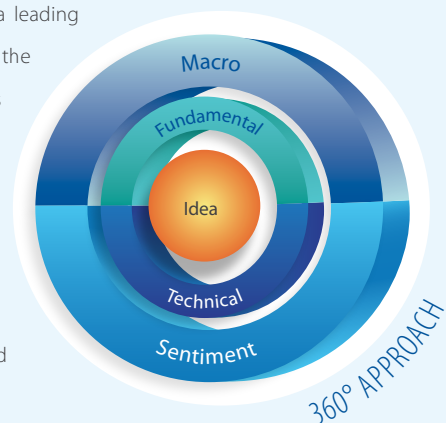 a leading
the
Macro
Fundamental
Idea
Technical
Sentiment
360° APPROACH